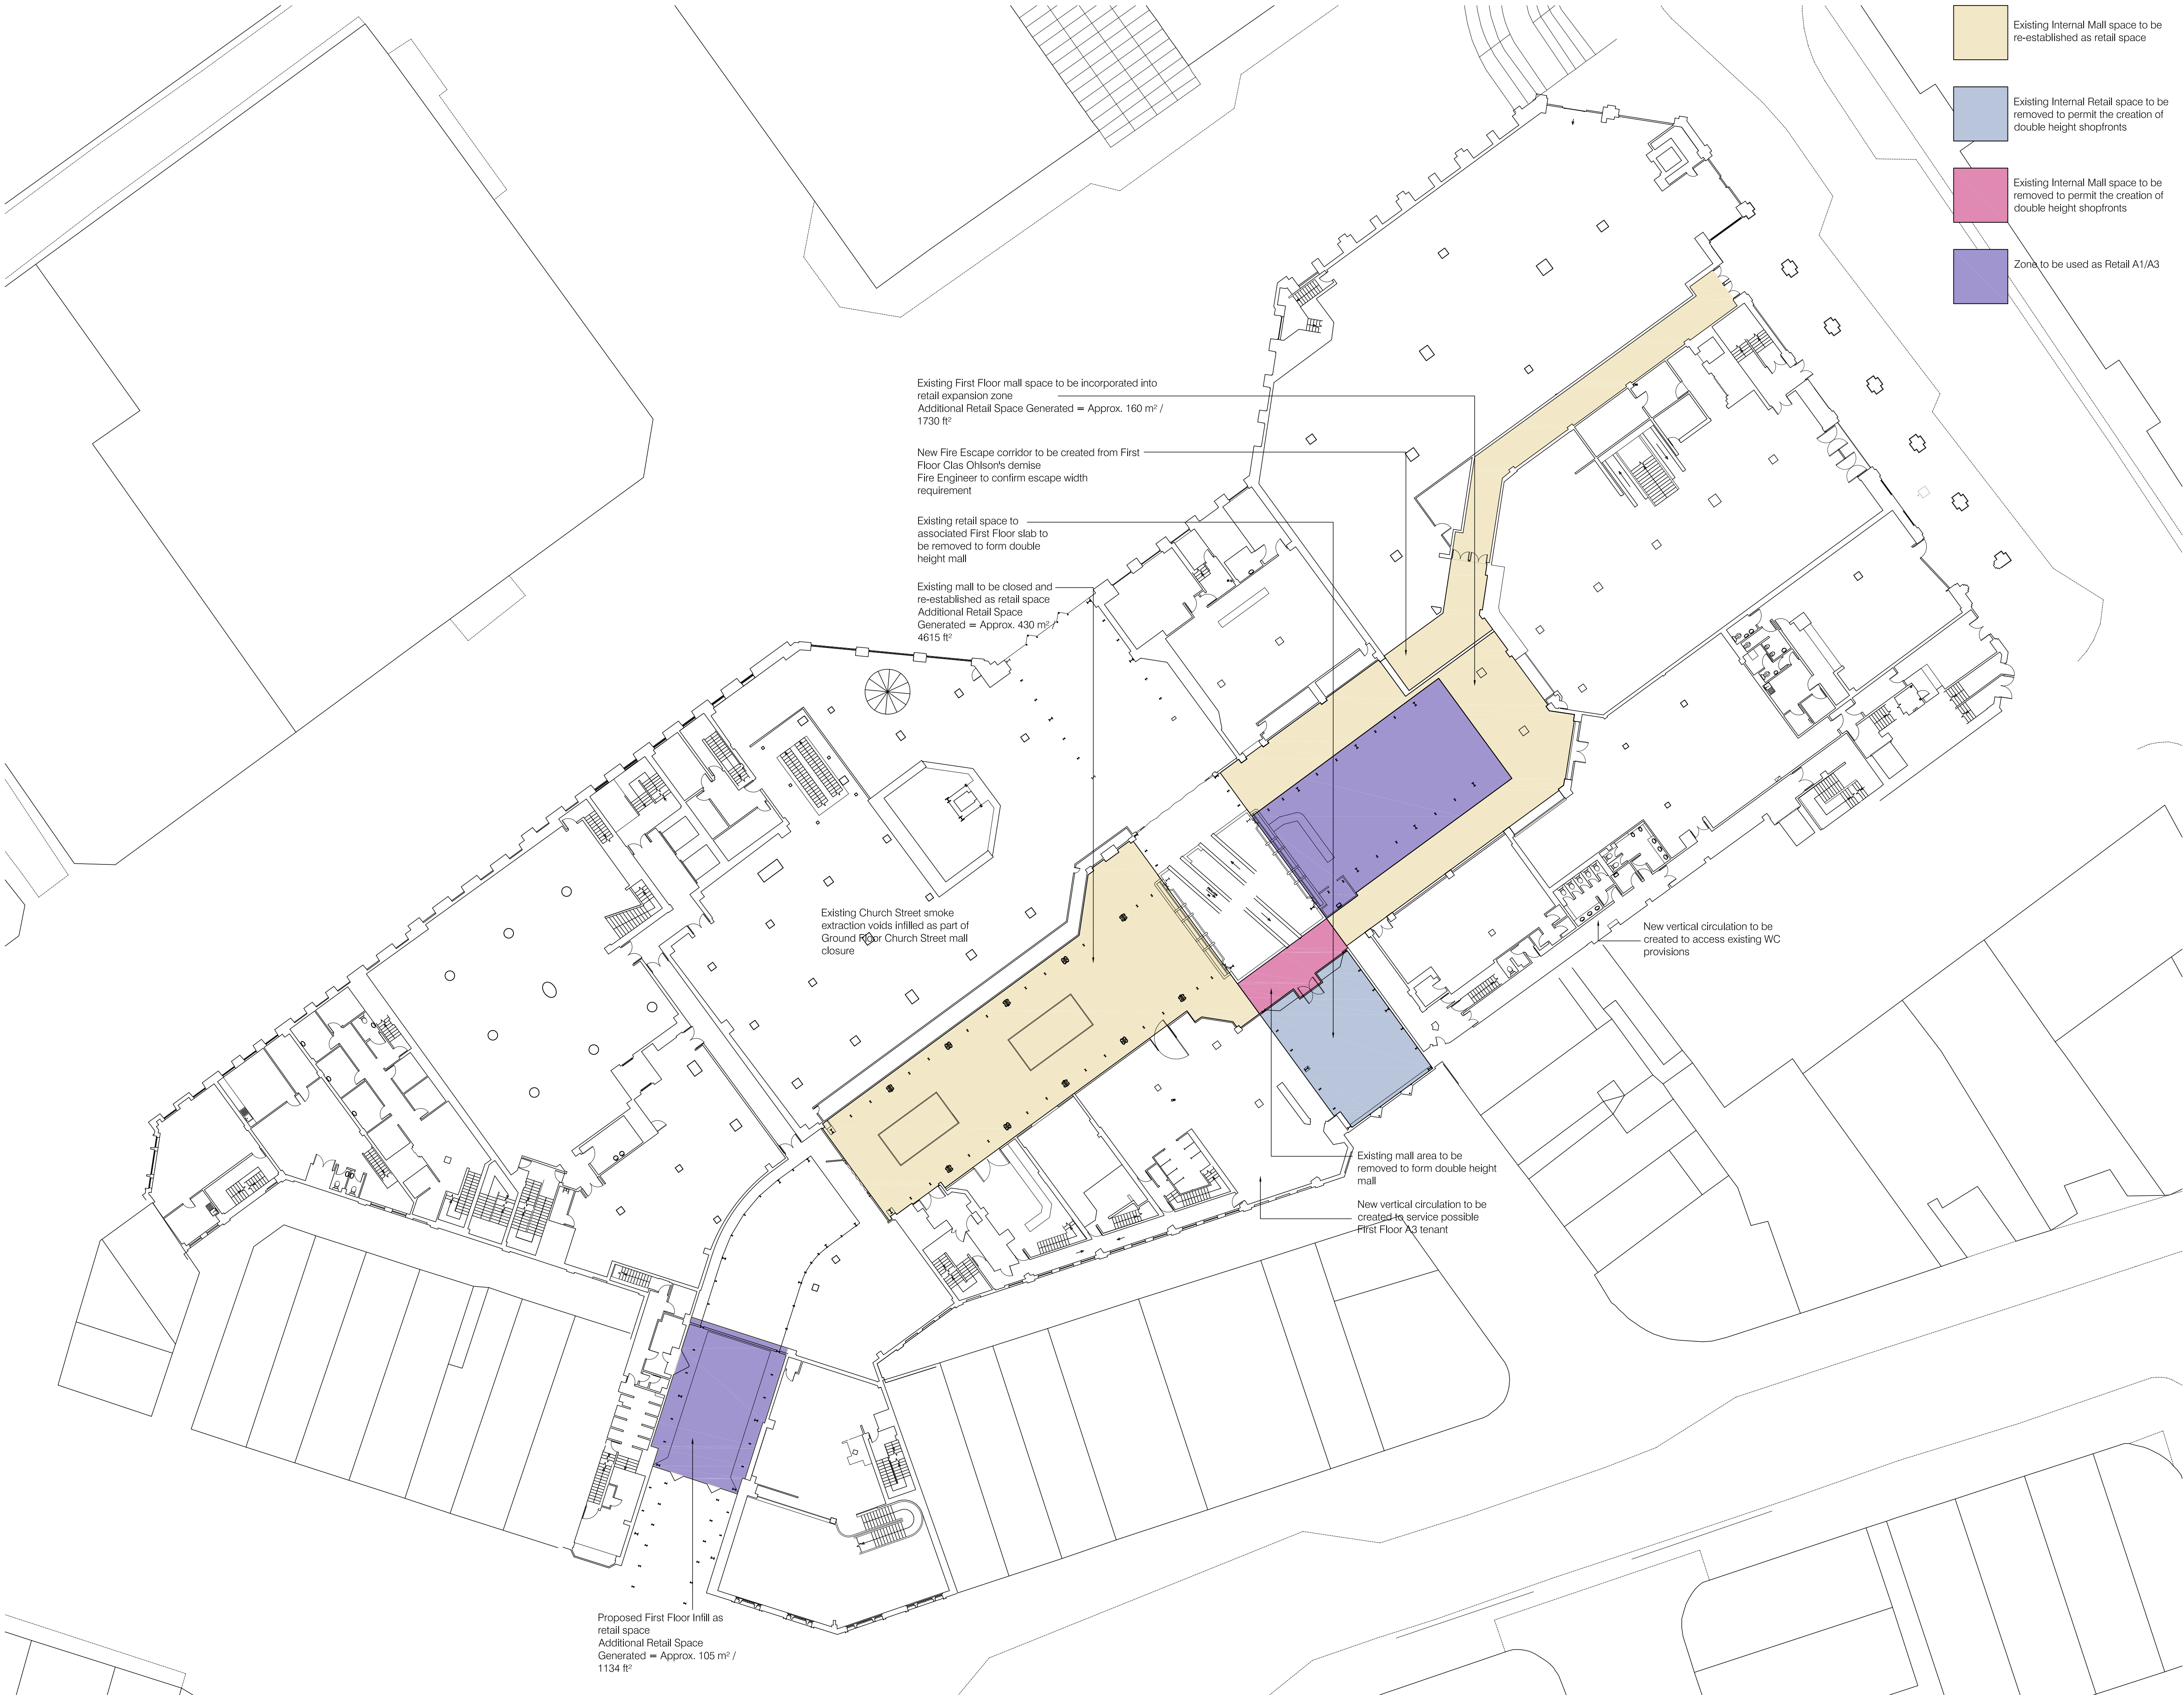 Existing Internal Mall space to be
re-established as retail space
Existing Internal Retail space to be
removed to permit the creation of
double height shopfronts
Existing Internal Mall space to be
removed to permit the creation of
double height shopfronts
Zone to be used as Retail A1/A3
Existing First Floor mall space to be incorporated into
retail expansion zone
Additional Retail Space Generated = Approx. 160 m² /
1730 ft²
New Fire Escape corridor to be created from First
Floor Clas Ohlson's demise
Fire Engineer to confirm escape width
requirement
Existing retail space to
associated First Floor slab to
be removed to form double
height mall
Existing mall to be closed and
re-established as retail space
Additional Retail Space
Generated = Approx. 430 m² /
4615 ft²
Existing Church Street smoke
extraction voids infilled as part of
Ground Floor Church Street mall
closure
New vertical circulation to be
created to access existing WC
provisions
Existing mall area to be
removed to form double height
mall
New vertical circulation to be
created to service possible
First Floor A3 tenant
Proposed First Floor Infill as
retail space
Additional Retail Space
Generated = Approx. 105 m² /
1134 ft²